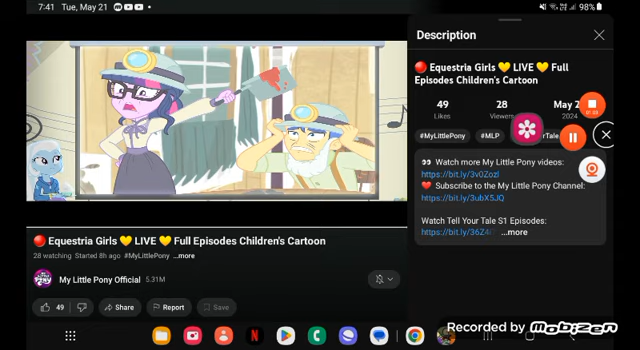 7:41 Tue, May 21
98%
Description
🔴 Equestria Girls 💛 LIVE 💛 Full
Episodes Children's Cartoon
49
28
May 2
Likes
Viewers
2024
#MyLittlePony
#MLP
rTale
👀 Watch more My Little Pony videos:
https://bit.ly/3v0Zozl
❤️ Subscribe to the My Little Pony Channel:
https://bit.ly/3ubX5JQ
Watch Tell Your Tale S1 Episodes:
...more
🔴 Equestria Girls 💛 LIVE 💛 Full Episodes Children's Cartoon
28 watching Started 8h ago #MyLittlePony ...more
My Little Pony Official 5.31M
49
Share
Report
Save
Recorded by Mobizen